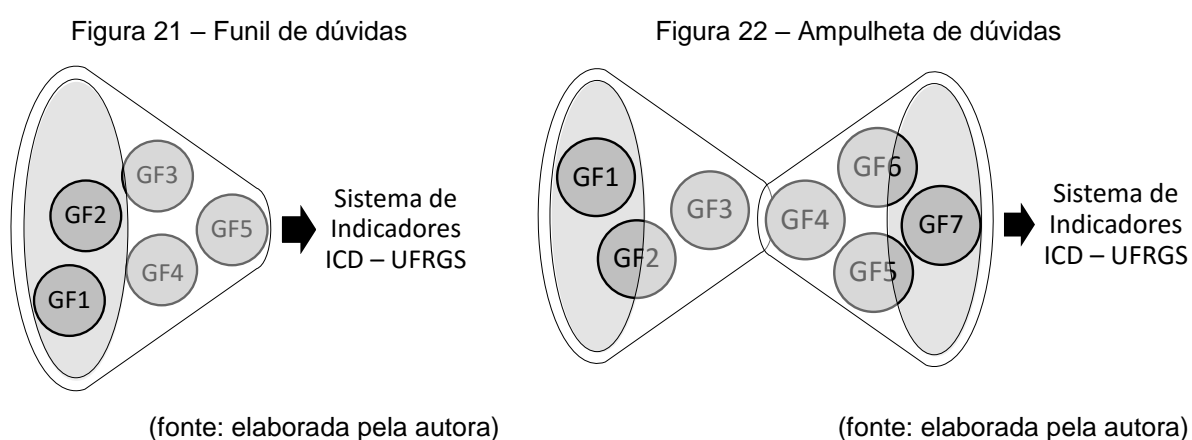 Figura 21 – Funil de dúvidas
GF3
GF2
GF5
GF4
GF1
Sistema de
Indicadores
ICD – UFRGS
(fonte: elaborada pela autora)
Figura 22 – Ampulheta de dúvidas
GF1
GF2
GF3
GF4
GF6
GF5
GF7
Sistema de
Indicadores
ICD – UFRGS
(fonte: elaborada pela autora)